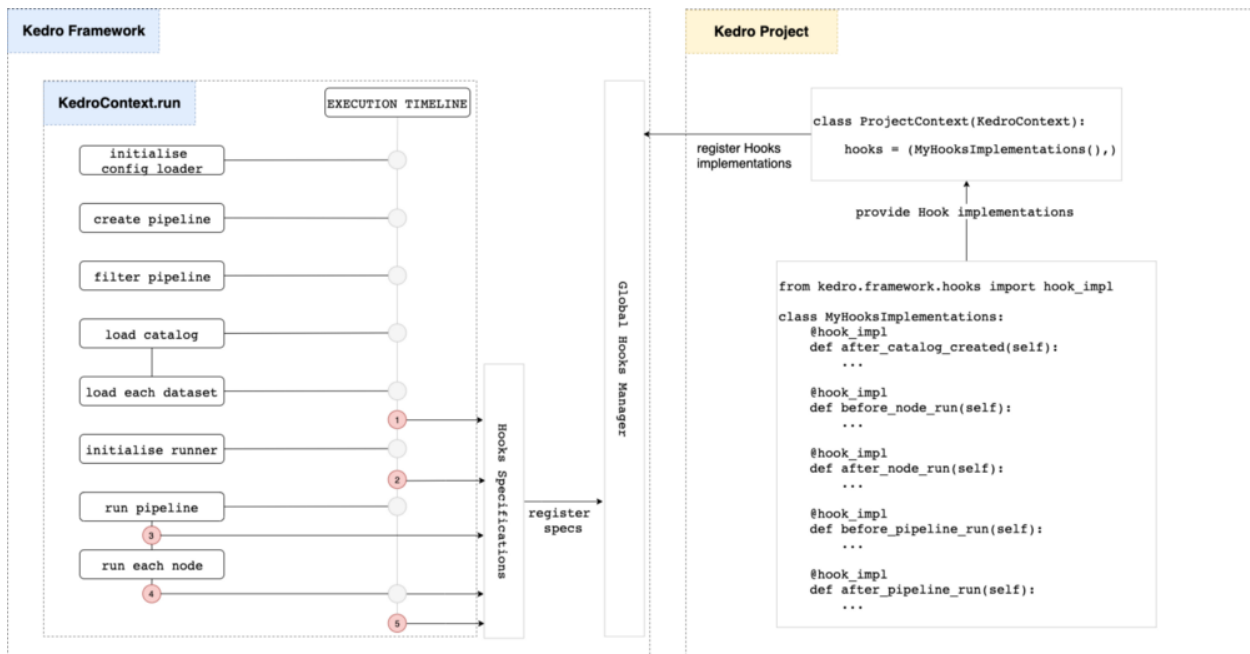 Kedro Framework
KedroContext.run
EXECUTION TIMELINE
initialise
config loader
create pipeline
filter pipeline
load catalog
load each dataset
1
initialise runner
2
run pipeline
3
run each node
4
5
Hooks Specifications
register
specs
Global Hooks Manager
Kedro Project
register Hooks
implementations
class ProjectContext(KedroContext):
hooks = (MyHooksImplementations(),)
provide Hook implementations
from kedro.framework.hooks import hook_impl
class MyHooksImplementations:
@hook_impl
def after_catalog_created(self):
...
@hook_impl
def before_node_run(self):
...
@hook_impl
def after_node_run(self):
...
@hook_impl
def before_pipeline_run(self):
...
@hook_impl
def after_pipeline_run(self):
...